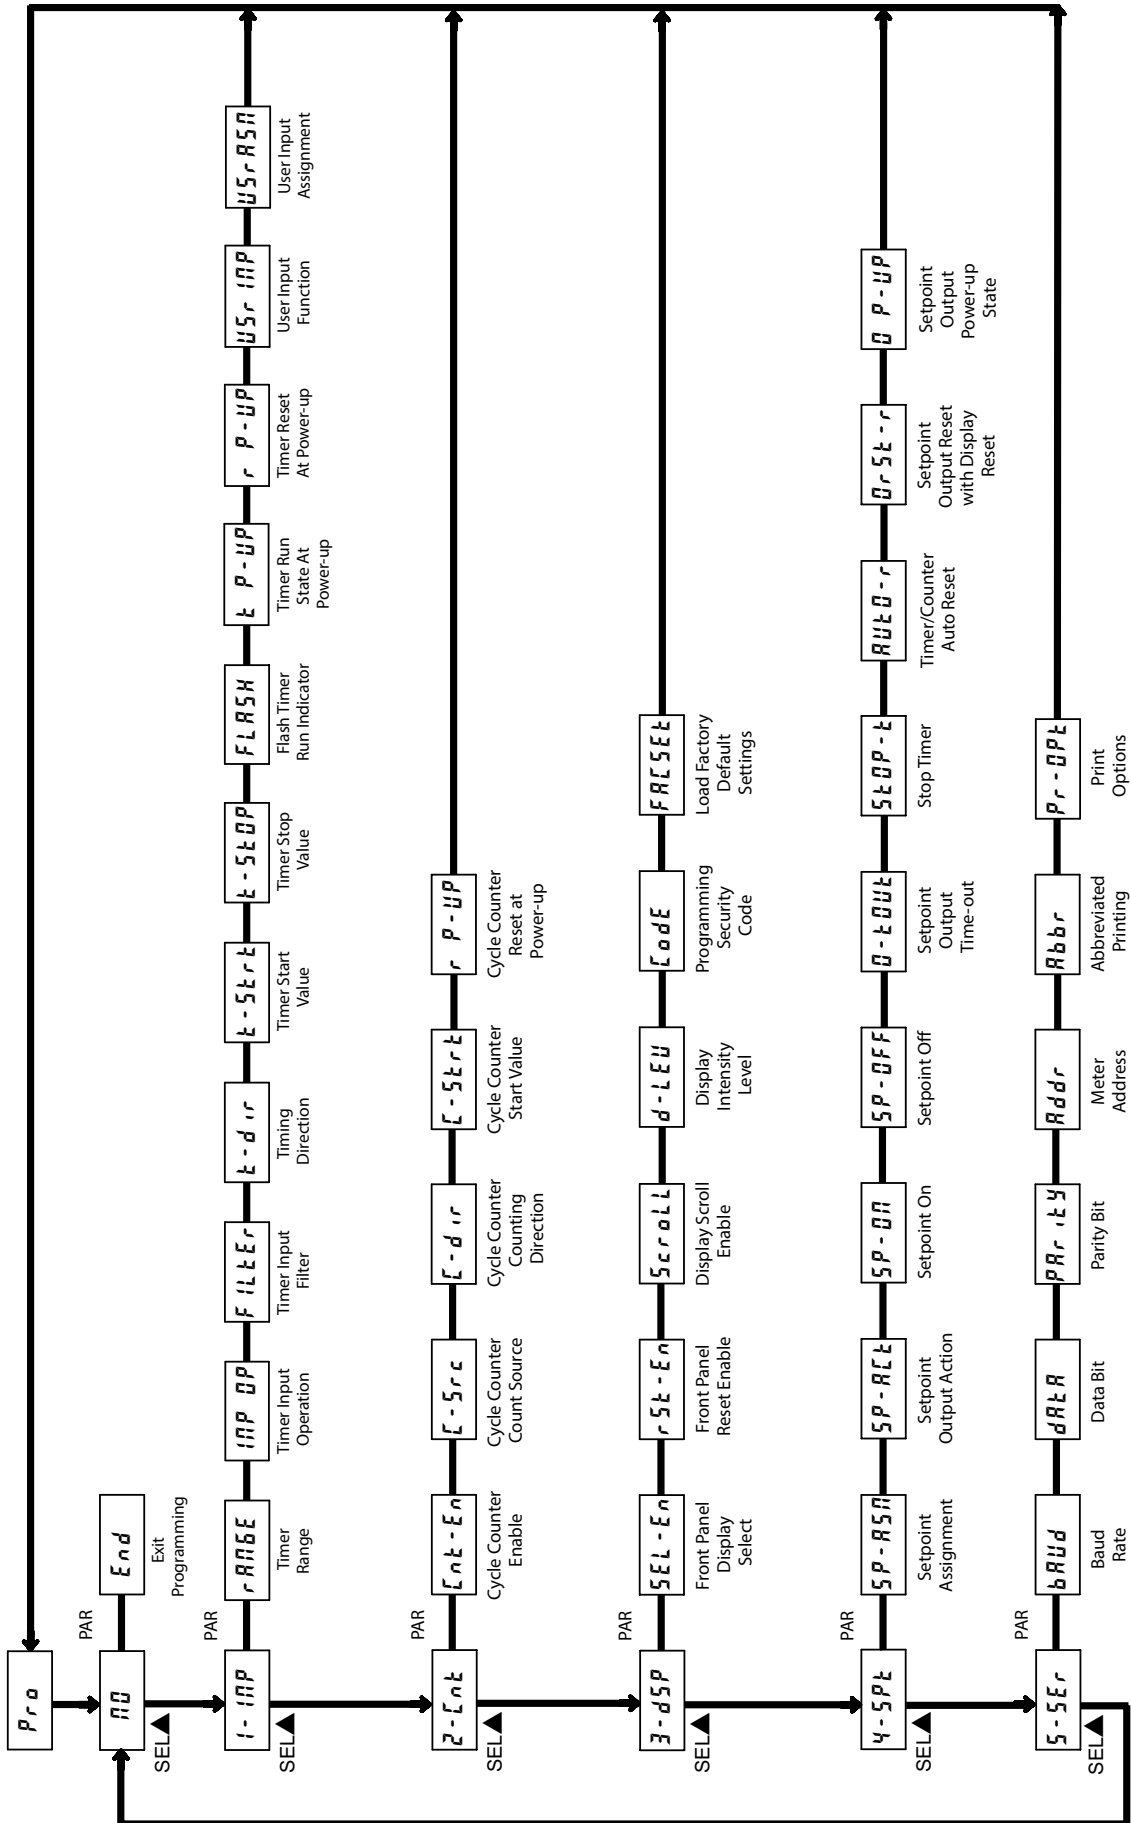 Pro
NO
SEL▲
PAR
End
Exit
Programming
1-INP
SEL▲
PAR
rANGE
Timer
Range
INP OP
Timer Input
Operation
FILtEr
Timer Input
Filter
t-dir
Timing
Direction
t-Strt
Timer Start
Value
t-StOP
Timer Stop
Value
FLASH
Flash Timer
Run Indicator
t P-UP
Timer Run
State At
Power-up
r P-UP
Timer Reset
At Power-up
USr INP
User Input
Function
USrASN
User Input
Assignment
2-Cnt
SEL▲
PAR
Cnt-En
Cycle Counter
Enable
C-Src
Cycle Counter
Count Source
C-dir
Cycle Counter
Counting
Direction
C-Strt
Cycle Counter
Start Value
r P-UP
Cycle Counter
Reset at
Power-up
3-dSP
SEL▲
PAR
SEL-En
Front Panel
Display
Select
rSt-En
Front Panel
Reset Enable
ScroLL
Display Scroll
Enable
d-LEV
Display
Intensity
Level
CodE
Programming
Security
Code
FACSEt
Load Factory
Default
Settings
4-SPt
SEL▲
PAR
SP-ASN
Setpoint
Assignment
SP-ACt
Setpoint
Output Action
SP-ON
Setpoint On
SP-OFF
Setpoint Off
O-tOUt
Setpoint
Output
Time-out
StOP-t
Stop Timer
AUtO-r
Timer/Counter
Auto Reset
OrSt-r
Setpoint
Output Reset
with Display
Reset
O P-UP
Setpoint
Output
Power-up
State
5-SEr
SEL▲
PAR
bAUd
Baud
Rate
dAtA
Data Bit
PAritY
Parity Bit
Addr
Meter
Address
Abbr
Abbreviated
Printing
Pr-OPt
Print
Options